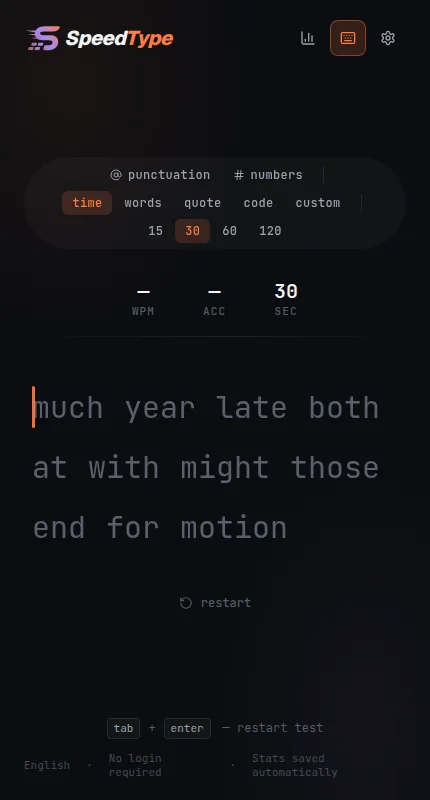 SpeedType
@ punctuation # numbers
time words quote code custom
15 30 60 120
— — 30
WPM ACC SEC
much year late both
at with might those
end for motion
restart
tab + enter — restart test
English · No login required · Stats saved automatically